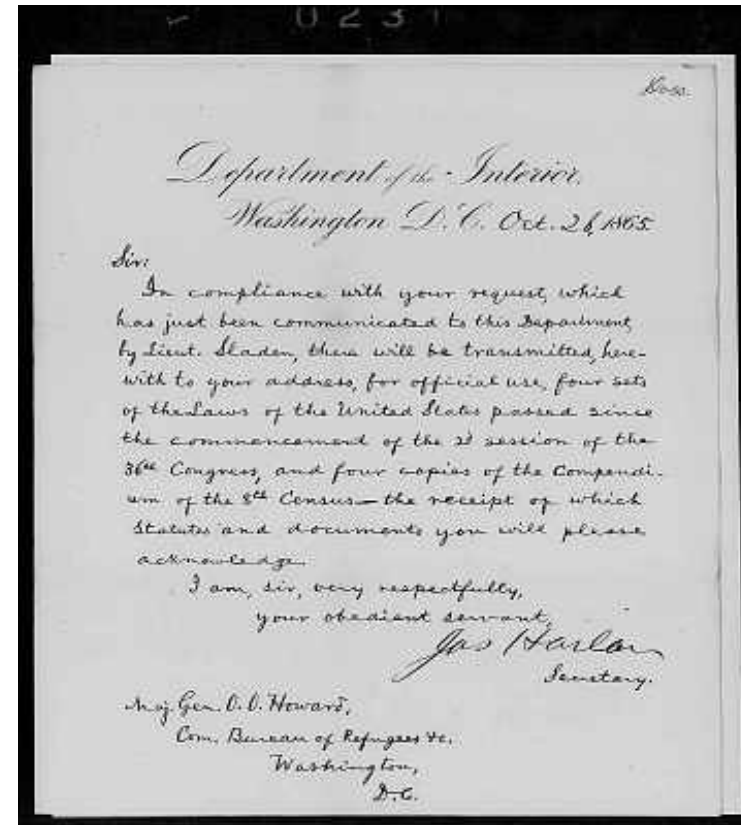 0231
Department of the Interior,
Washington D.C. Oct. 26, 1865.
Sir:
In compliance with your request, which
has just been communicated to this Department,
by Lieut. Sladen, there will be transmitted, here-
with to your address, for official use, four sets
of the Laws of the United States passed since
the commencement of the 2d session of the
36th Congress, and four copies of the Compendi-
um of the 8th Census—the receipt of which
Statutes and documents you will please
acknowledge.
I am, sir, very respectfully,
your obedient servant,
Jas Harlan
Secretary.
Maj. Gen. O. O. Howard,
Com. Bureau of Refugees &c.
Washington,
D.C.